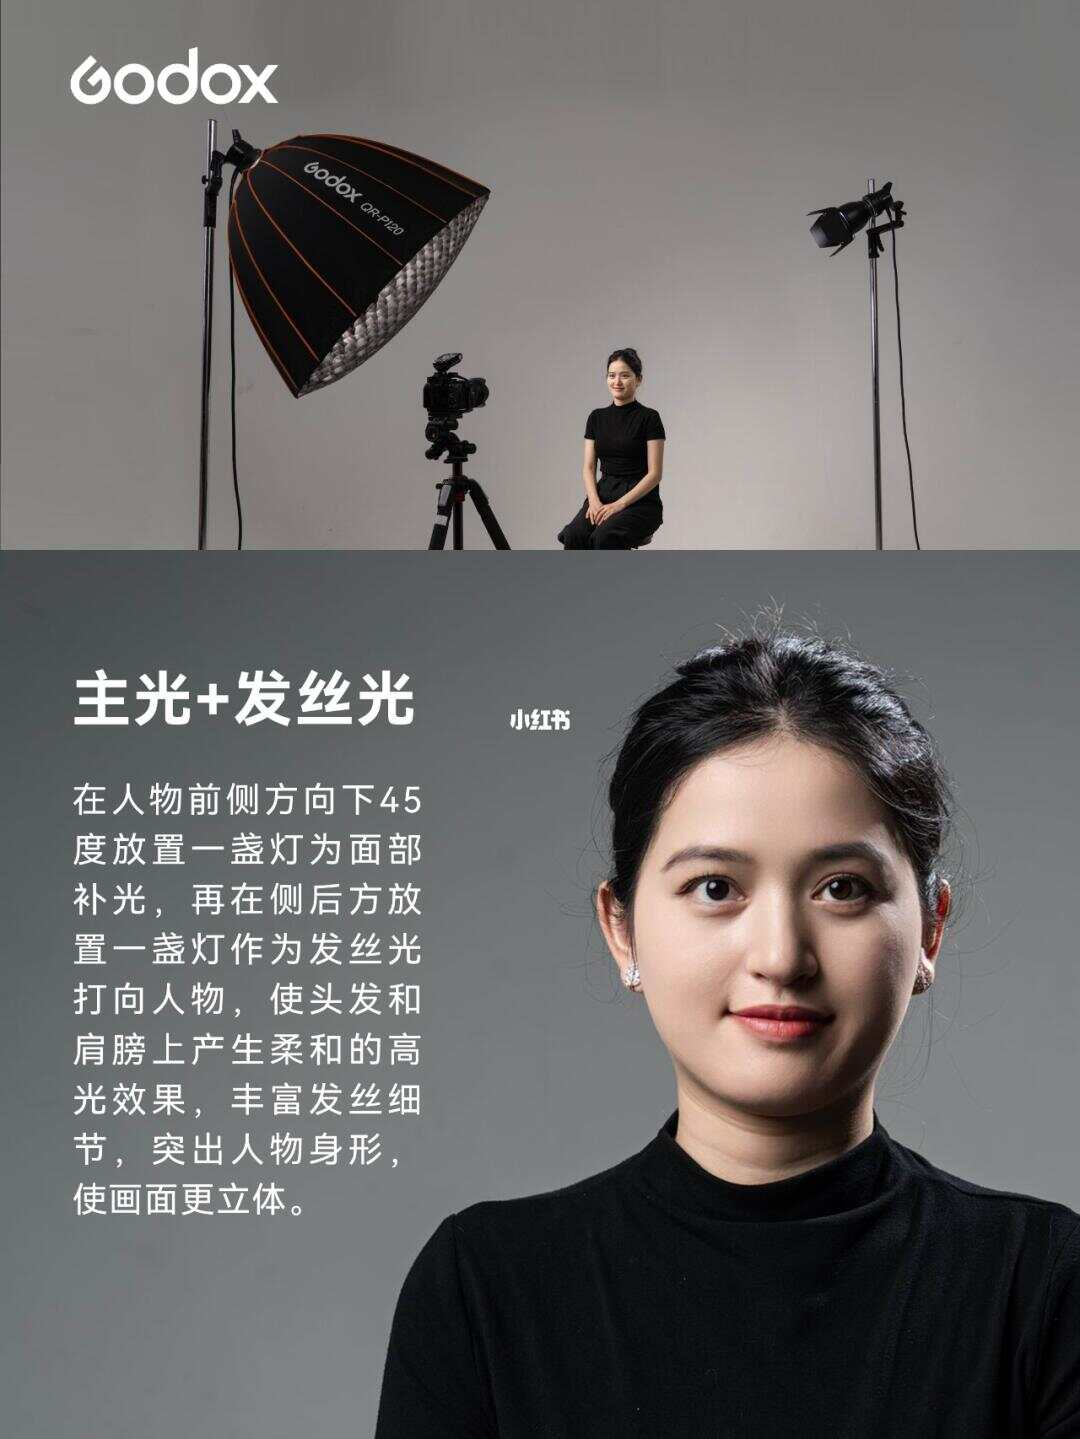 Godox
Godox QR-P120
主光+发丝光
小红书
在人物前侧方向下45
度放置一盏灯为面部
补光，再在侧后方放
置一盏灯作为发丝光
打向人物，使头发和
肩膀上产生柔和的高
光效果，丰富发丝细
节，突出人物身形，
使画面更立体。